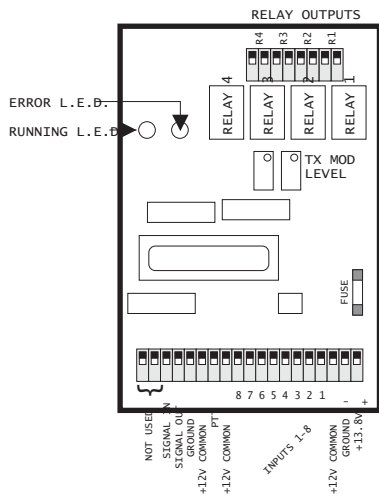 RELAY OUTPUTS
R4 R3 R2 R1
ERROR L.E.D.
RUNNING L.E.D
RELAY 4
RELAY 3
RELAY 2
RELAY 1
TX MOD
LEVEL
FUSE
8 7 6 5 4 3 2 1
- +
NOT USED
SIGNAL IN
SIGNAL OUT
GROUND
+12V COMMON
PTT
+12V COMMON
INPUTS 1-8
+12V COMMON
GROUND
+13.8V